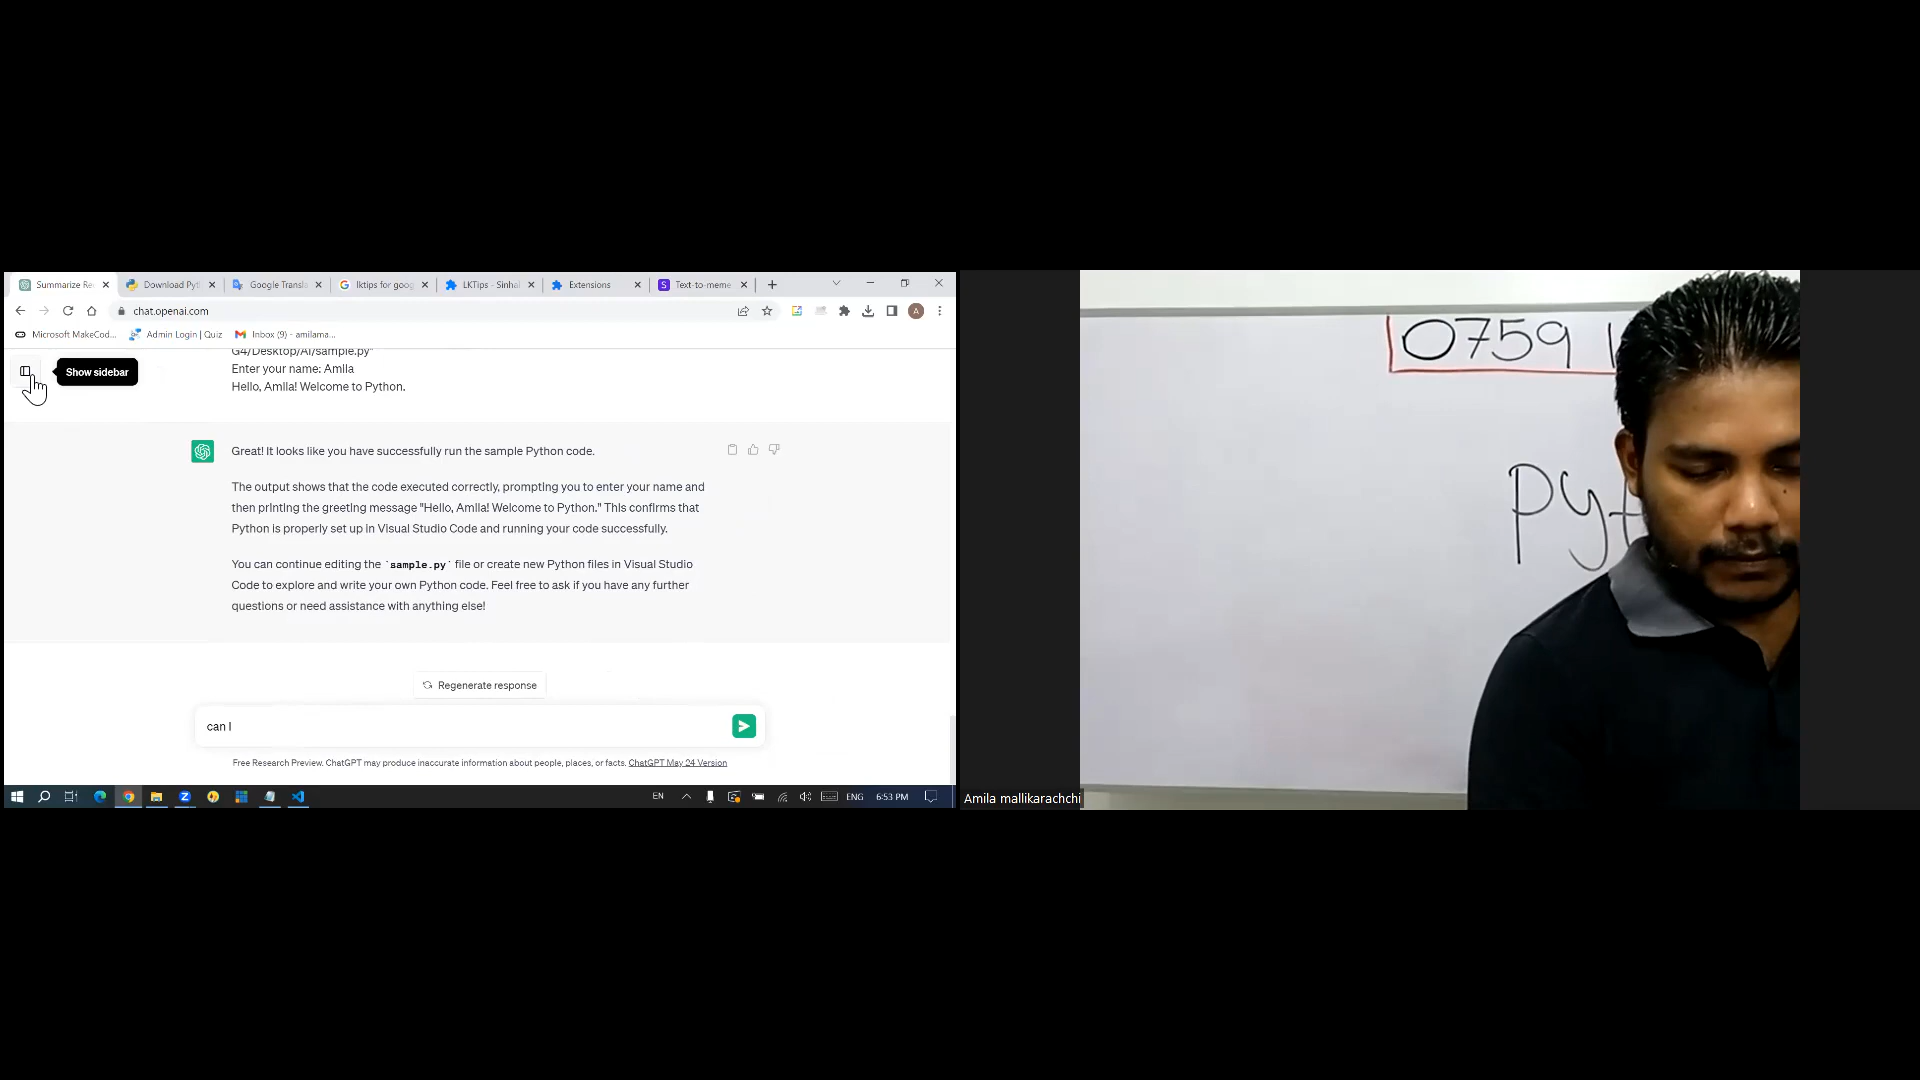 Summarize Re
Download Pyt
Google Transla
lktips for goog
LKTips - Sinhal
Extensions
Text-to-meme
chat.openai.com
Microsoft MakeCod...
Admin Login | Quiz
Inbox (9) - amilama...
G4/Desktop/AI/sample.py"
Show sidebar
Enter your name: Amila
Hello, Amila! Welcome to Python.
Great! It looks like you have successfully run the sample Python code.
The output shows that the code executed correctly, prompting you to enter your name and
then printing the greeting message "Hello, Amila! Welcome to Python." This confirms that
Python is properly set up in Visual Studio Code and running your code successfully.
You can continue editing the `sample.py` file or create new Python files in Visual Studio
Code to explore and write your own Python code. Feel free to ask if you have any further
questions or need assistance with anything else!
Regenerate response
can I
Free Research Preview. ChatGPT may produce inaccurate information about people, places, or facts. ChatGPT May 24 Version
EN
ENG
6:53 PM
0759 1
Py
Amila mallikarachchi